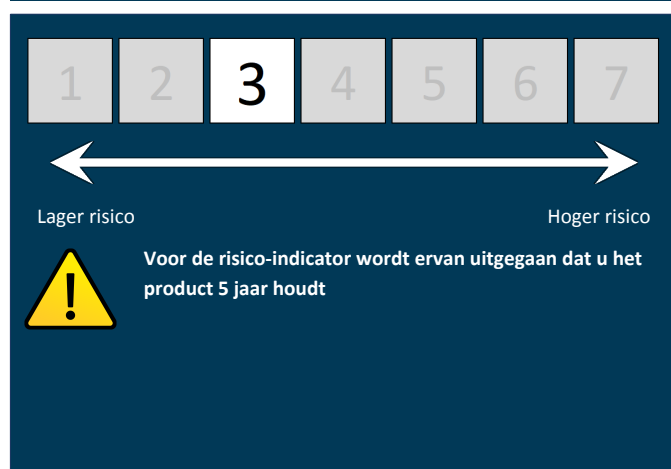 1 2 3 4 5 6 7
Lager risico Hoger risico
Voor de risico-indicator wordt ervan uitgegaan dat u het
product 5 jaar houdt